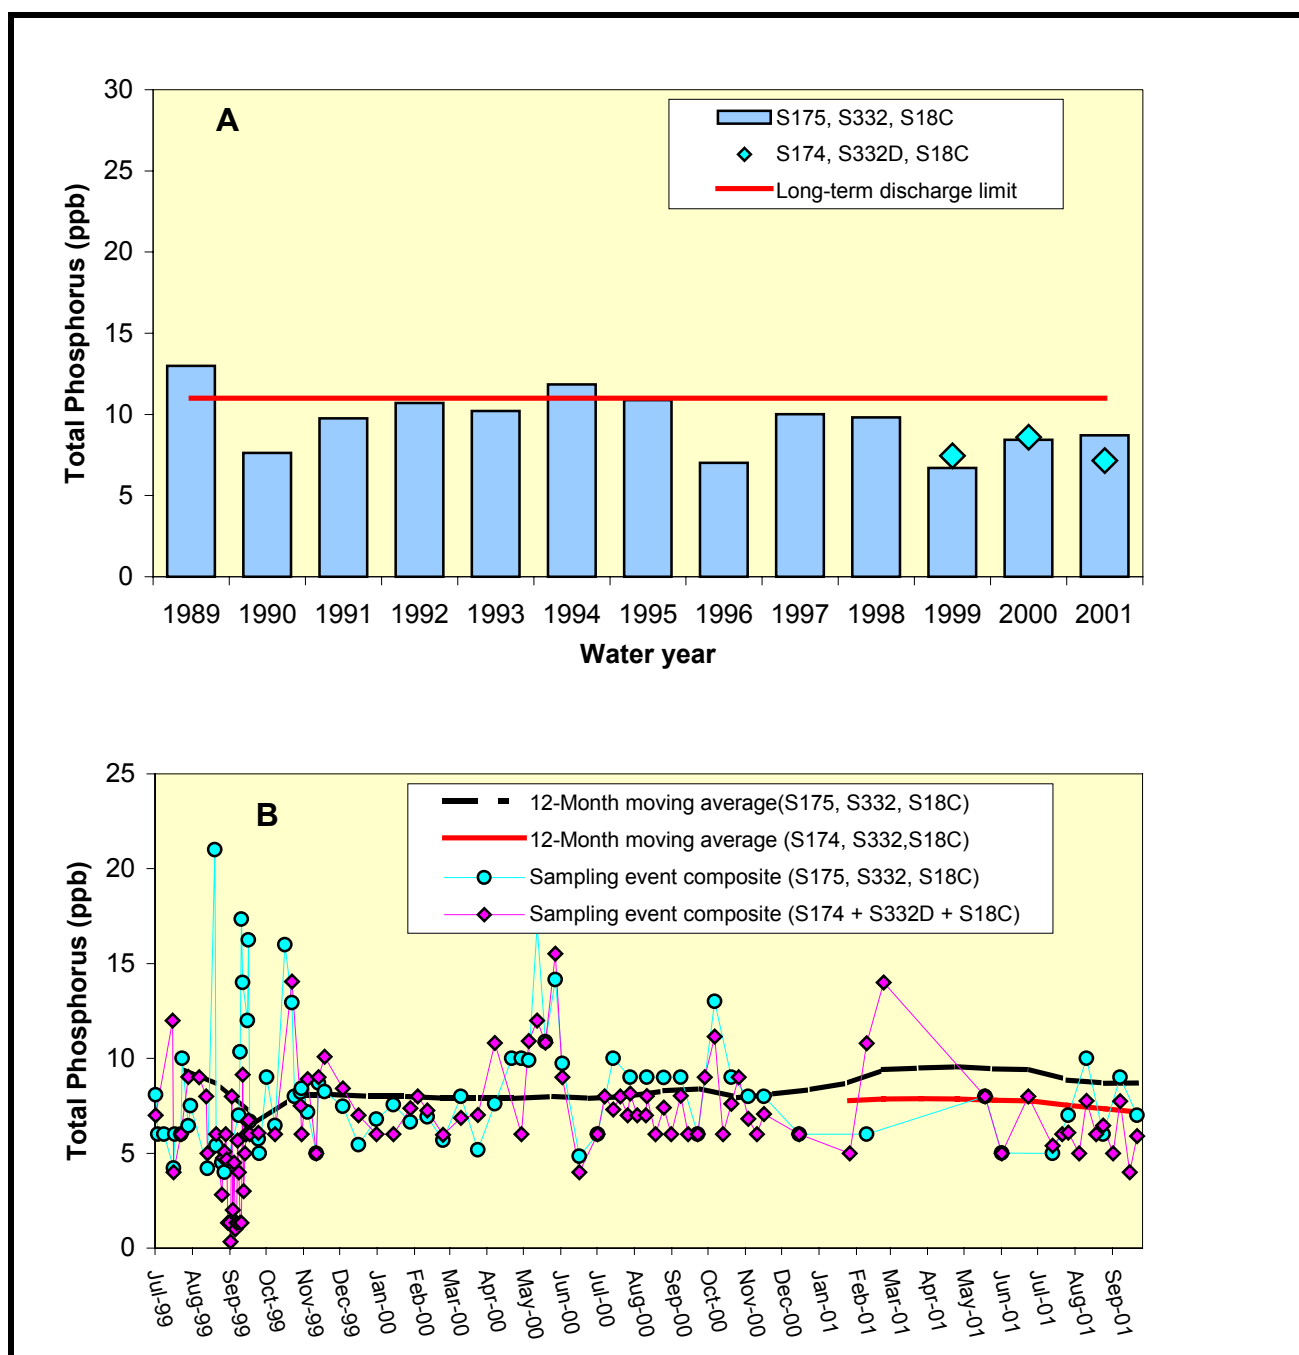 A
S175, S332, S18C
S174, S332D, S18C
Long-term discharge limit
Total Phosphorus (ppb)
30
25
20
15
10
5
0
1989 1990 1991 1992 1993 1994 1995 1996 1997 1998 1999 2000 2001
Water year
B
12-Month moving average(S175, S332, S18C)
12-Month moving average (S174, S332,S18C)
Sampling event composite (S175, S332, S18C)
Sampling event composite (S174 + S332D + S18C)
Total Phosphorus (ppb)
25
20
15
10
5
0
Jul-99 Aug-99 Sep-99 Oct-99 Nov-99 Dec-99 Jan-00 Feb-00 Mar-00 Apr-00 May-00 Jun-00 Jul-00 Aug-00 Sep-00 Oct-00 Nov-00 Dec-00 Jan-01 Feb-01 Mar-01 Apr-01 May-01 Jun-01 Jul-01 Aug-01 Sep-01